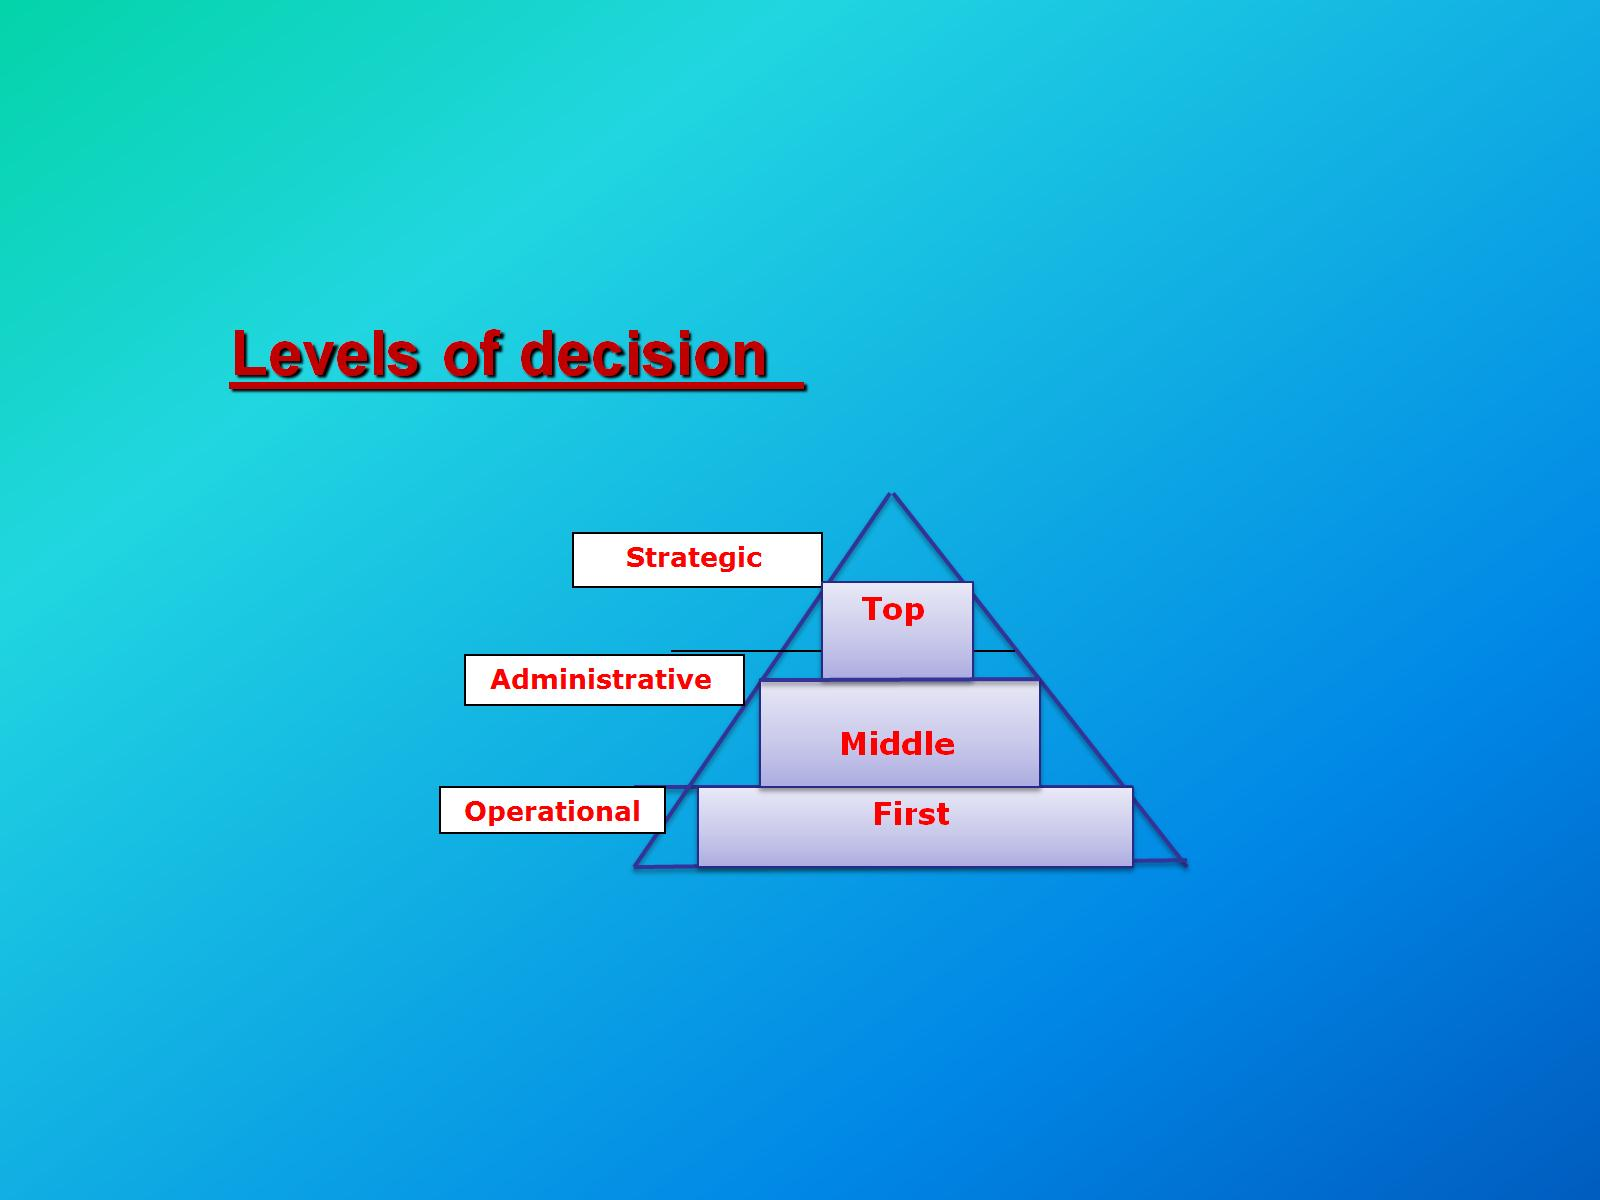 Levels of decision
Strategic
Top
Administrative
Middle
Operational
First